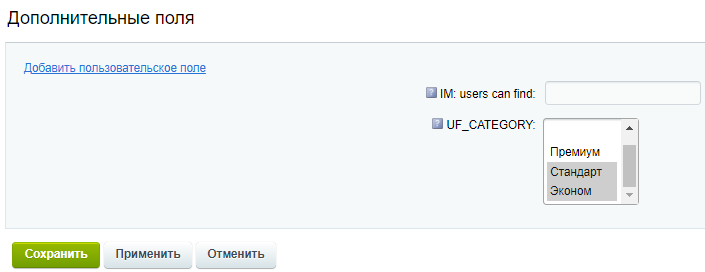 Дополнительные поля
Добавить пользовательское поле
IM: users can find:
UF_CATEGORY:
Премиум
Стандарт
Эконом
Сохранить Применить Отменить